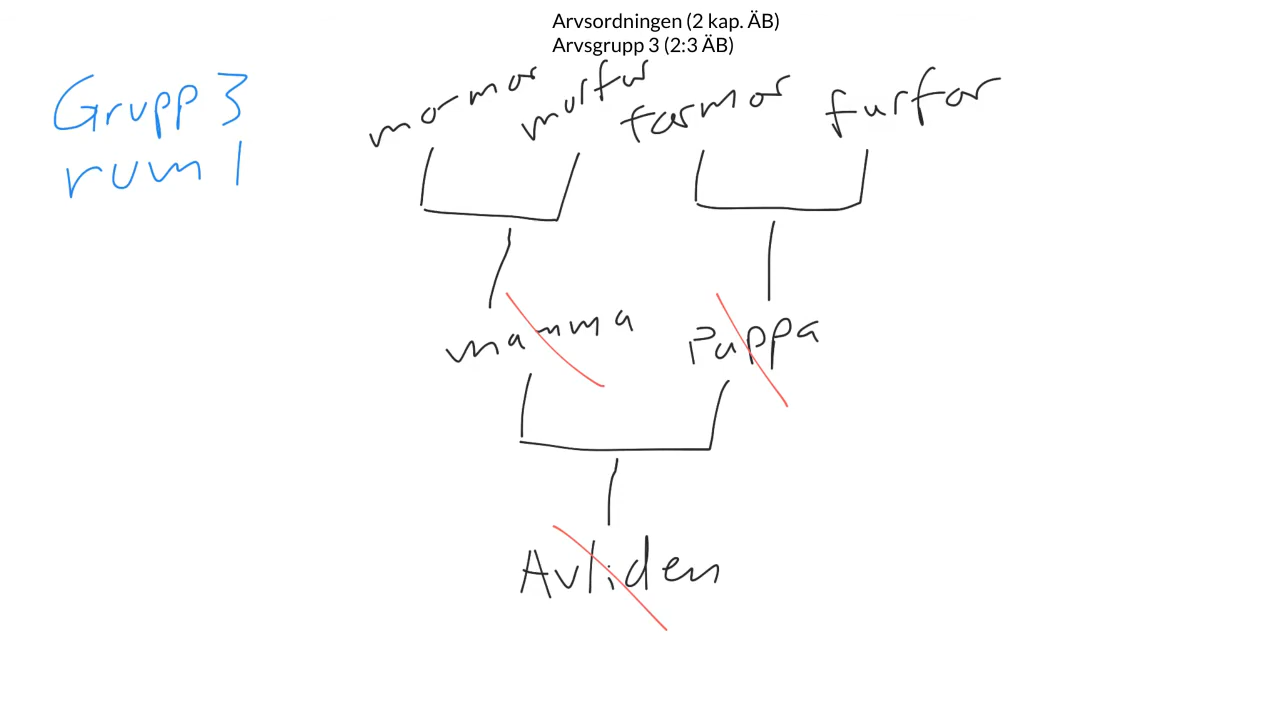 Arvsordningen (2 kap. ÄB)
Arvsgrupp 3 (2:3 ÄB)
Grupp 3
rum 1
mormor morfar farmor farfar
mamma Pappa
Avliden